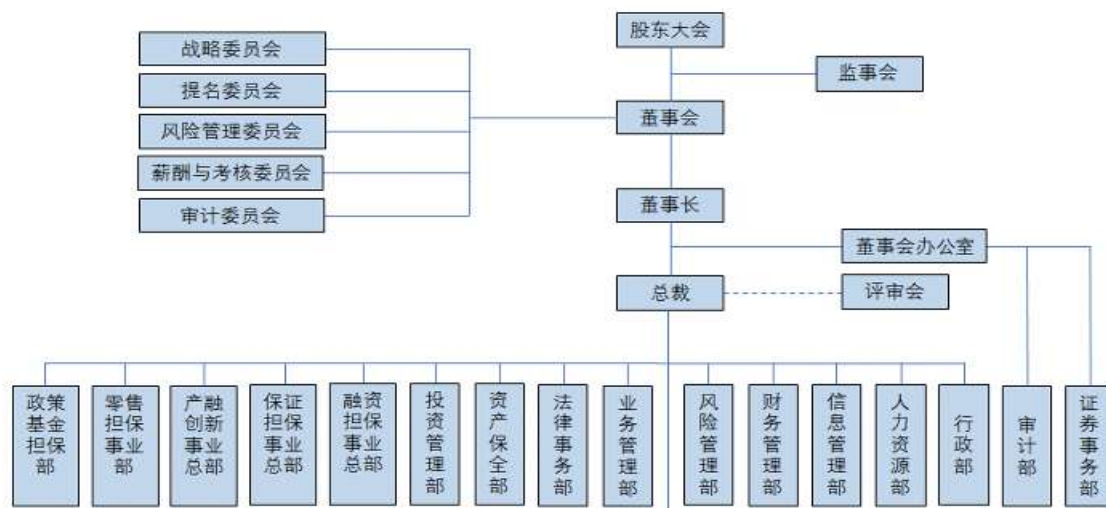 股东大会
战略委员会
监事会
提名委员会
董事会
风险管理委员会
薪酬与考核委员会
董事长
审计委员会
董事会办公室
总裁
评审会
政策
基金
担保
部
零售
担保
事业
部
产融
创新
事业
总部
保证
担保
事业
总部
融资
担保
事业
总部
投资管理部
资产保全部
法律事务部
业务管理部
风险管理部
财务管理部
信息管理部
人力资源部
行政部
审计部
证券事务部